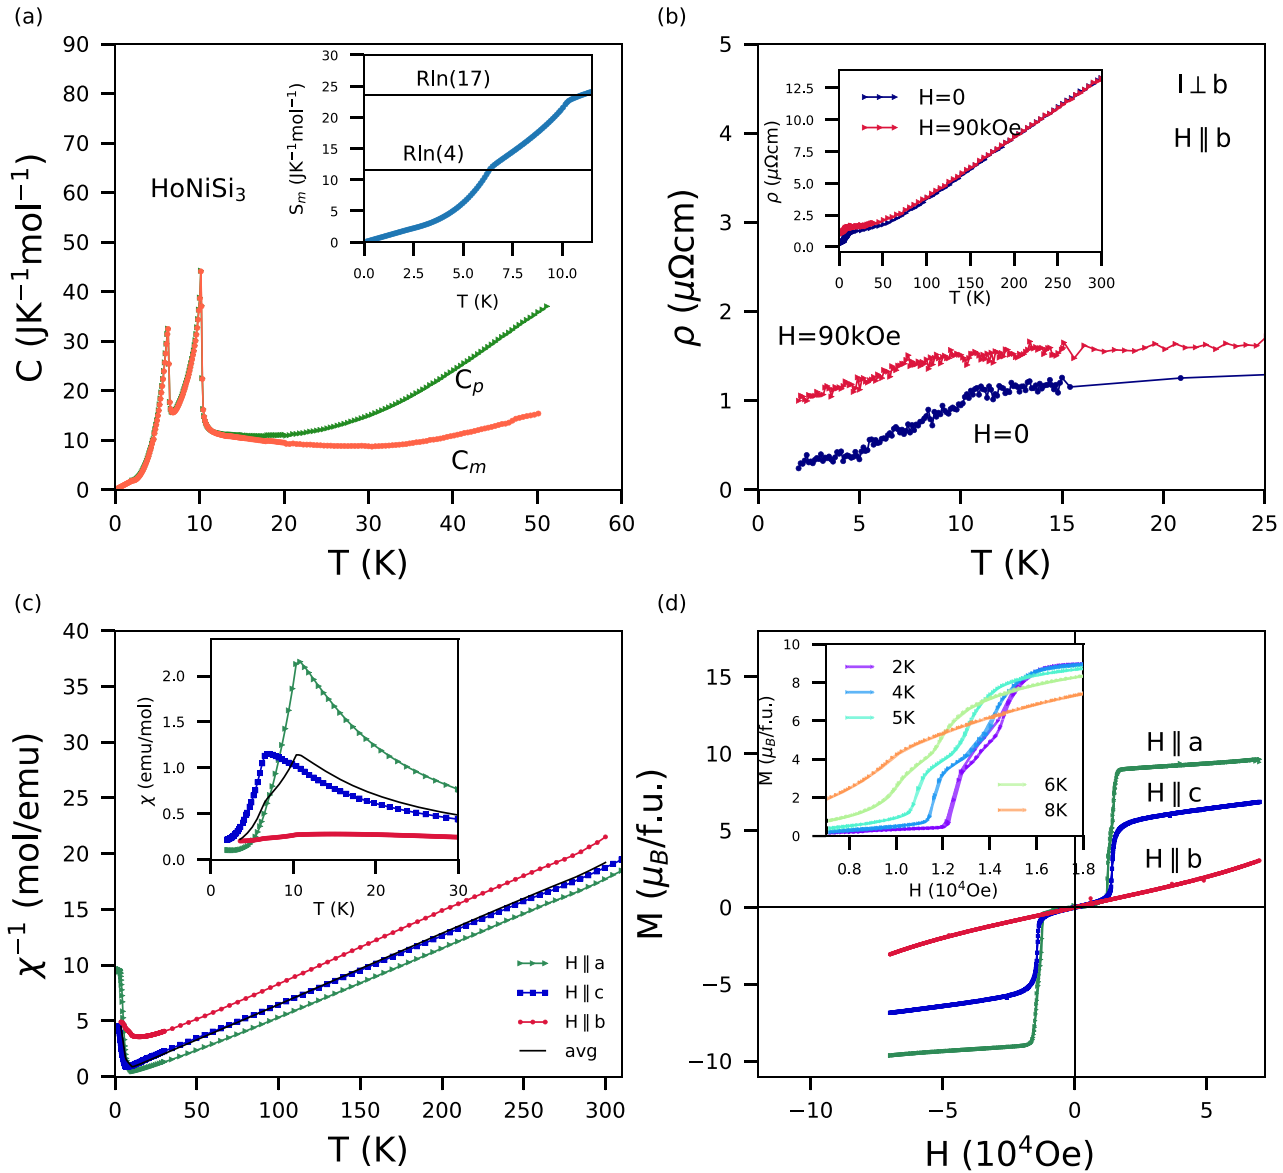 (a)
90
80
70
60
50
40
30
20
10
0
C (JK⁻¹mol⁻¹)
0 10 20 30 40 50 60
T (K)
HoNiSi₃
Cₚ
Cₘ
30
25
20
15
10
5
0
Sₘ (JK⁻¹mol⁻¹)
Rln(17)
Rln(4)
0.0 2.5 5.0 7.5 10.0
T (K)
(b)
5
4
3
2
1
0
ρ (μΩcm)
0 5 10 15 20 25
T (K)
I ⊥ b
H ∥ b
H=90kOe
H=0
12.5
10.0
7.5
5.0
2.5
0.0
ρ (μΩcm)
H=0
H=90kOe
0 50 100 150 200 250 300
T (K)
(c)
40
35
30
25
20
15
10
5
0
χ⁻¹ (mol/emu)
0 50 100 150 200 250 300
T (K)
H ∥ a
H ∥ c
H ∥ b
avg
2.0
1.5
1.0
0.5
0.0
χ (emu/mol)
0 10 20 30
T (K)
(d)
15
10
5
0
−5
−10
M (μ_B/f.u.)
−10 −5 0 5
H (10⁴Oe)
H ∥ a
H ∥ c
H ∥ b
10
8
6
4
2
0
M (μ_B/f.u.)
2K
4K
5K
6K
8K
0.8 1.0 1.2 1.4 1.6 1.8
H (10⁴Oe)